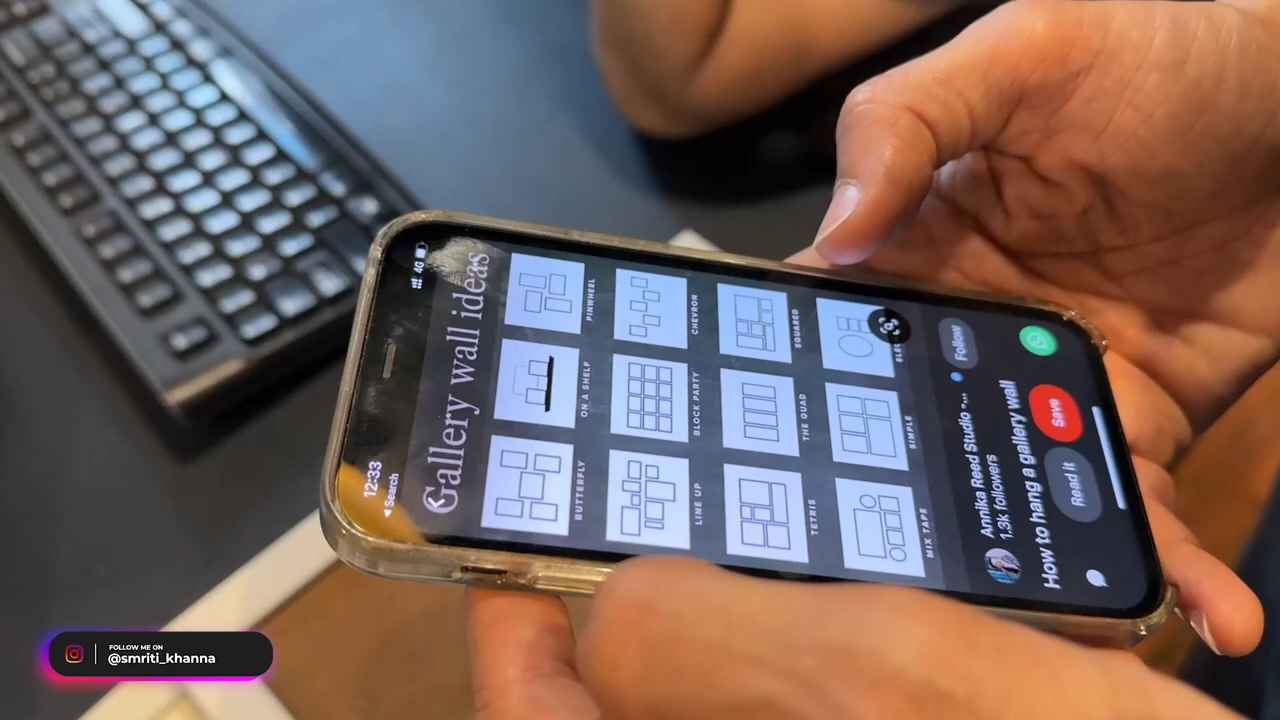 12:33
4G
Search
Gallery wall ideas
BUTTERFLY
ON A SHELF
PINWHEEL
LINE UP
BLOCK PARTY
CHEVRON
TETRIS
THE QUAD
SQUARED
MIX TAPE
SIMPLE
Annika Reed Studio
1.3k followers
Follow
How to hang a gallery wall
Read it
Save
FOLLOW ME ON
@smriti_khanna